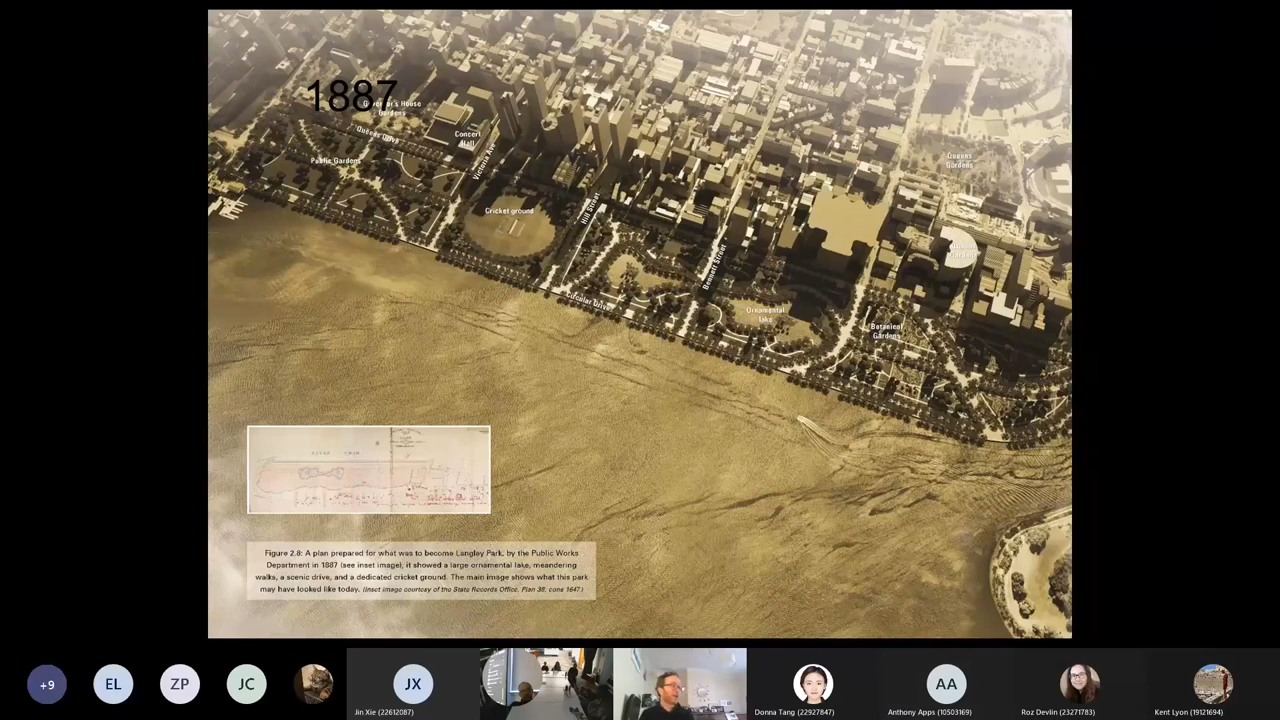 1887
Governor's House
Gardens
Queens Drive
Concert
Hall
Public Gardens
Victoria Ave
Cricket ground
Hill Street
Queens
Gardens
Bennett Street
Circular Drive
Ornamental
lake
Botanical
Gardens
Figure 2.8: A plan prepared for what was to become Langley Park, by the Public Works
Department in 1887 (see inset image); it showed a large ornamental lake, meandering
walks, a scenic drive, and a dedicated cricket ground. The main image shows what this park
may have looked like today. (Inset image courtesy of the State Records Office, Plan 38, cons 1647.)
+9
EL
ZP
JC
JX
AA
Jin Xie (22612087)
Donna Tang (22927847)
Anthony Apps (10503169)
Roz Devlin (23271783)
Kent Lyon (19121694)